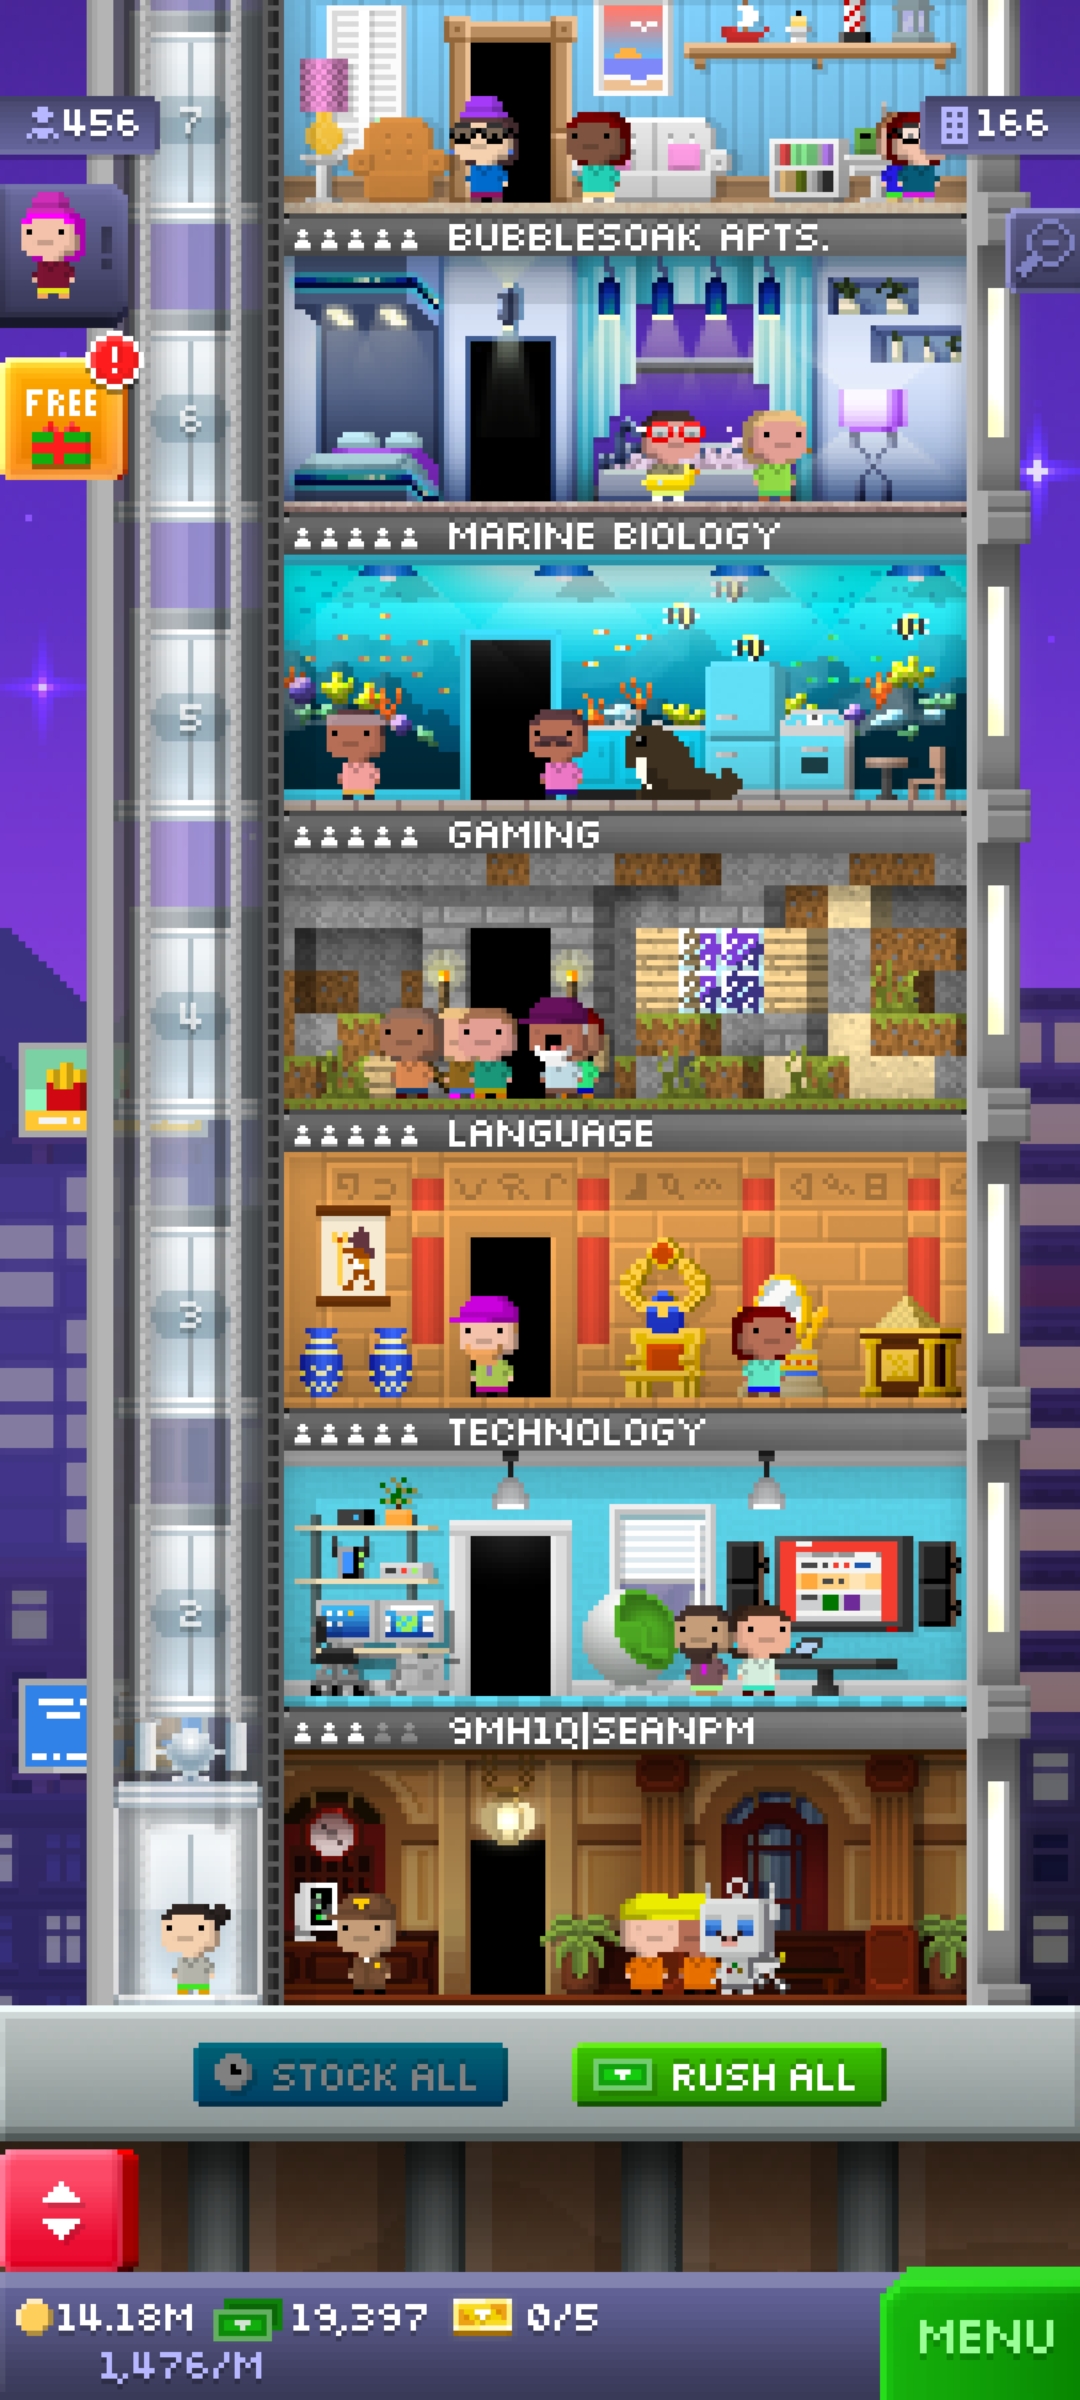 7
456
166
BUBBLESOAK APTS.
6
FREE
MARINE BIOLOGY
5
GAMING
4
LANGUAGE
3
TECHNOLOGY
2
9MH1Q|SEANPM
STOCK ALL
RUSH ALL
14.18M
19,397
0/5
1,476/M
MENU